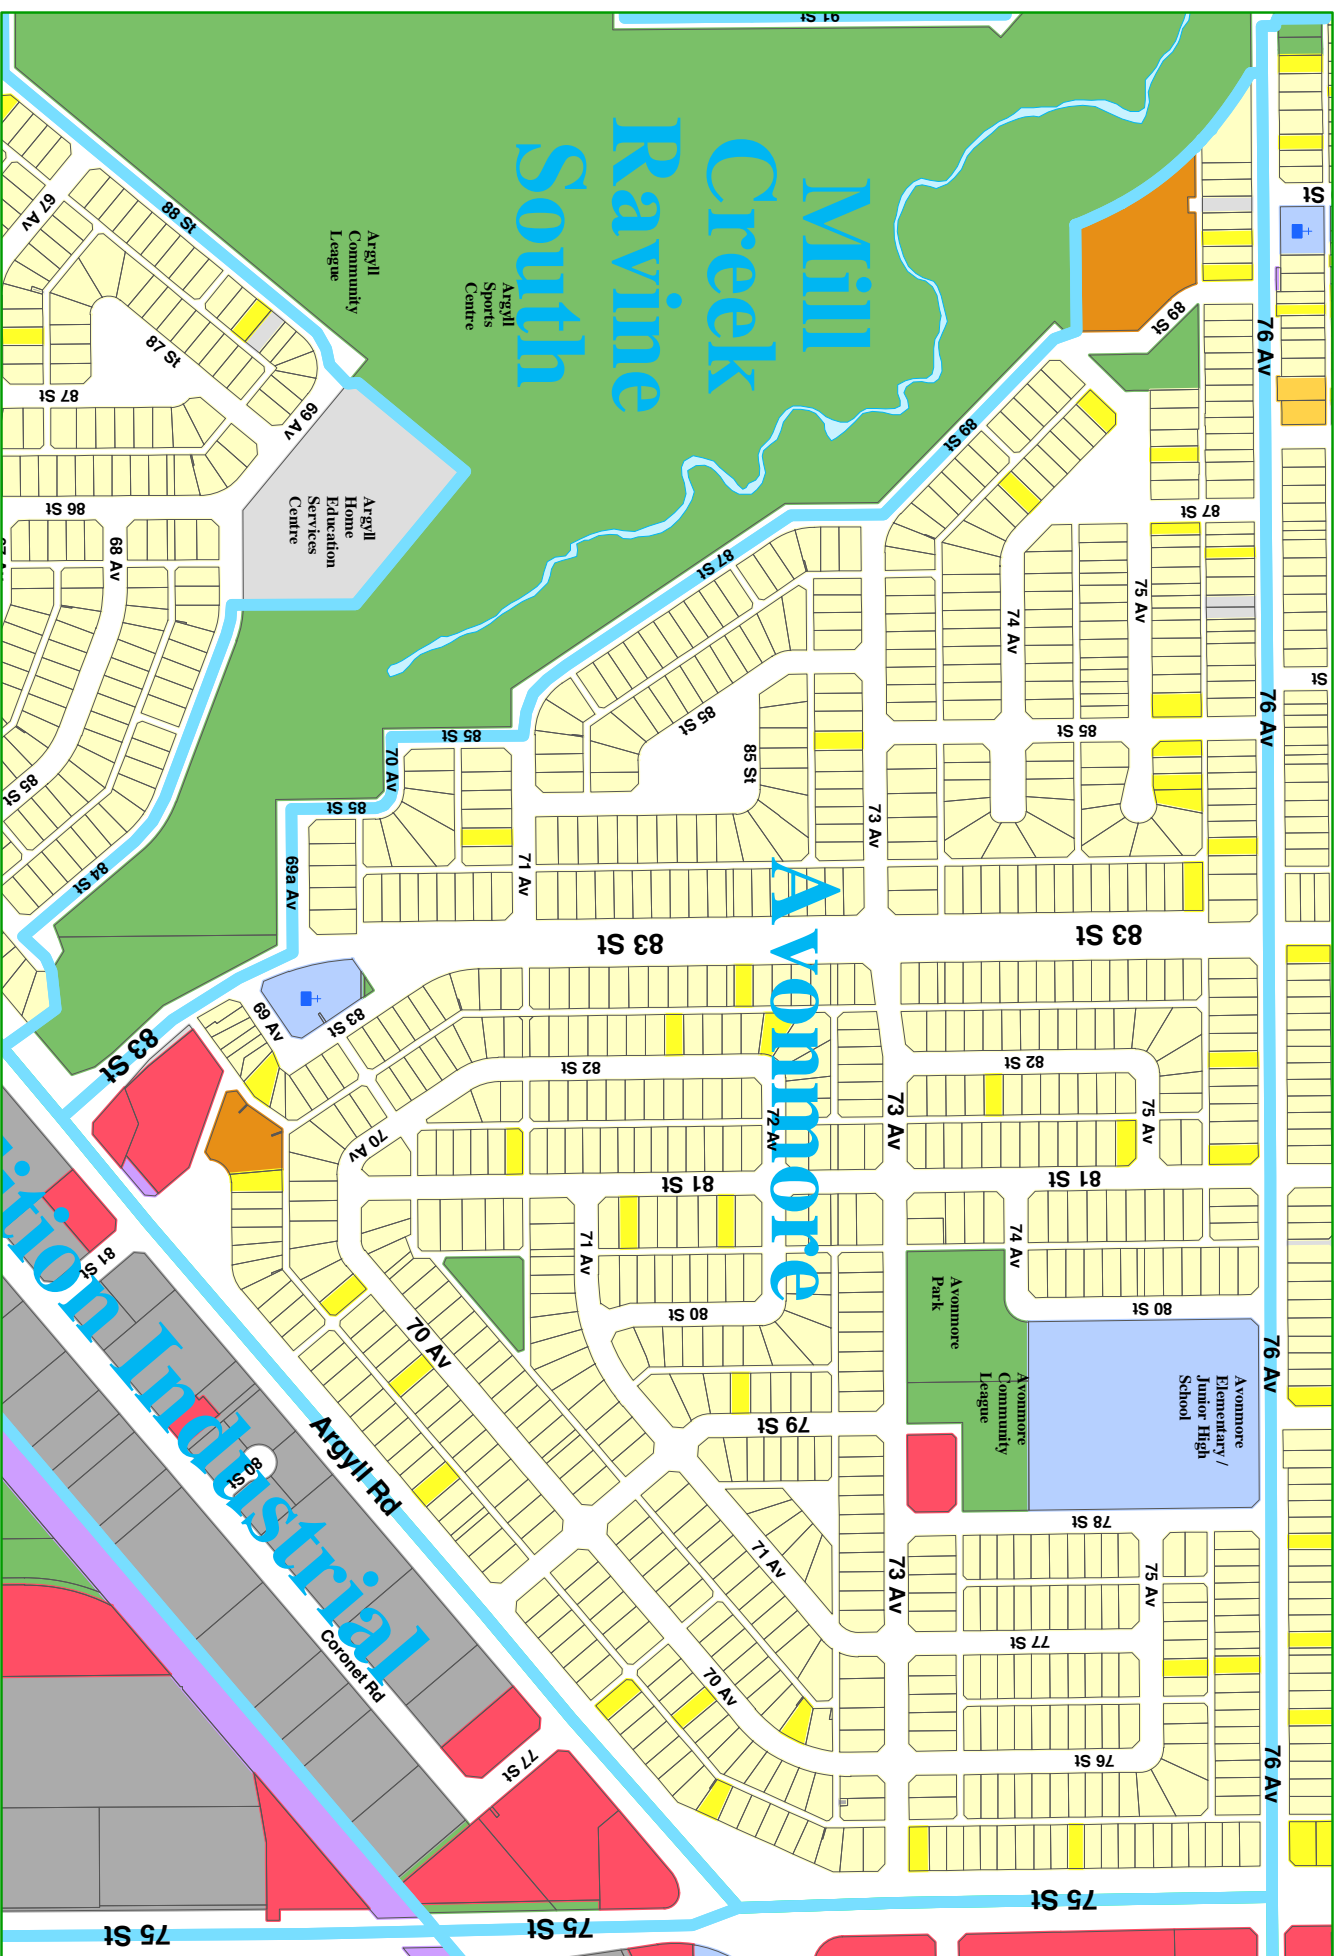 91 St
Mill
Creek
Ravine
South
Argyll
Community
League
Argyll
Sports
Centre
Argyll
Home
Education
Services
Centre
88 St
67 Av
87 St
87 St
69 Av
86 St
68 Av
85 St
84 St
St
89 St
76 Av
89 St
87 St
87 St
75 Av
74 Av
76 Av
St
85 St
85 St
85 St
85 St
70 Av
85 St
73 Av
71 Av
69a Av
83 St
83 St
Avonmore
69 Av
83 St
83 St
82 St
82 St
75 Av
73 Av
72 Av
70 Av
81 St
81 St
74 Av
71 Av
80 St
80 St
Avonmore
Park
Avonmore
Community
League
Avonmore
Elementary /
Junior High
School
76 Av
81 St
70 Av
79 St
Argyll Rd
80 St
ition Industrial
78 St
75 Av
73 Av
71 Av
77 St
70 Av
Coronet Rd
77 St
76 St
76 Av
75 St
75 St
75 St